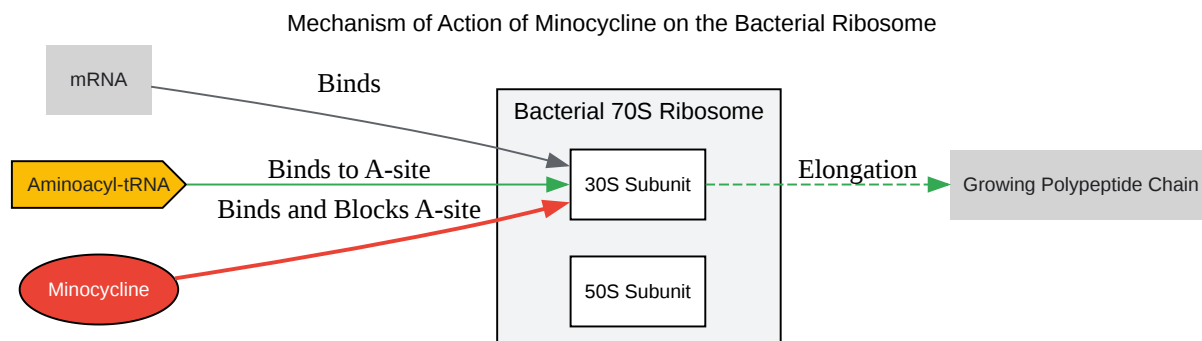 Mechanism of Action of Minocycline on the Bacterial Ribosome
mRNA
Binds
Bacterial 70S Ribosome
Aminoacyl-tRNA
Binds to A-site
30S Subunit
Elongation
Growing Polypeptide Chain
Binds and Blocks A-site
Minocycline
50S Subunit